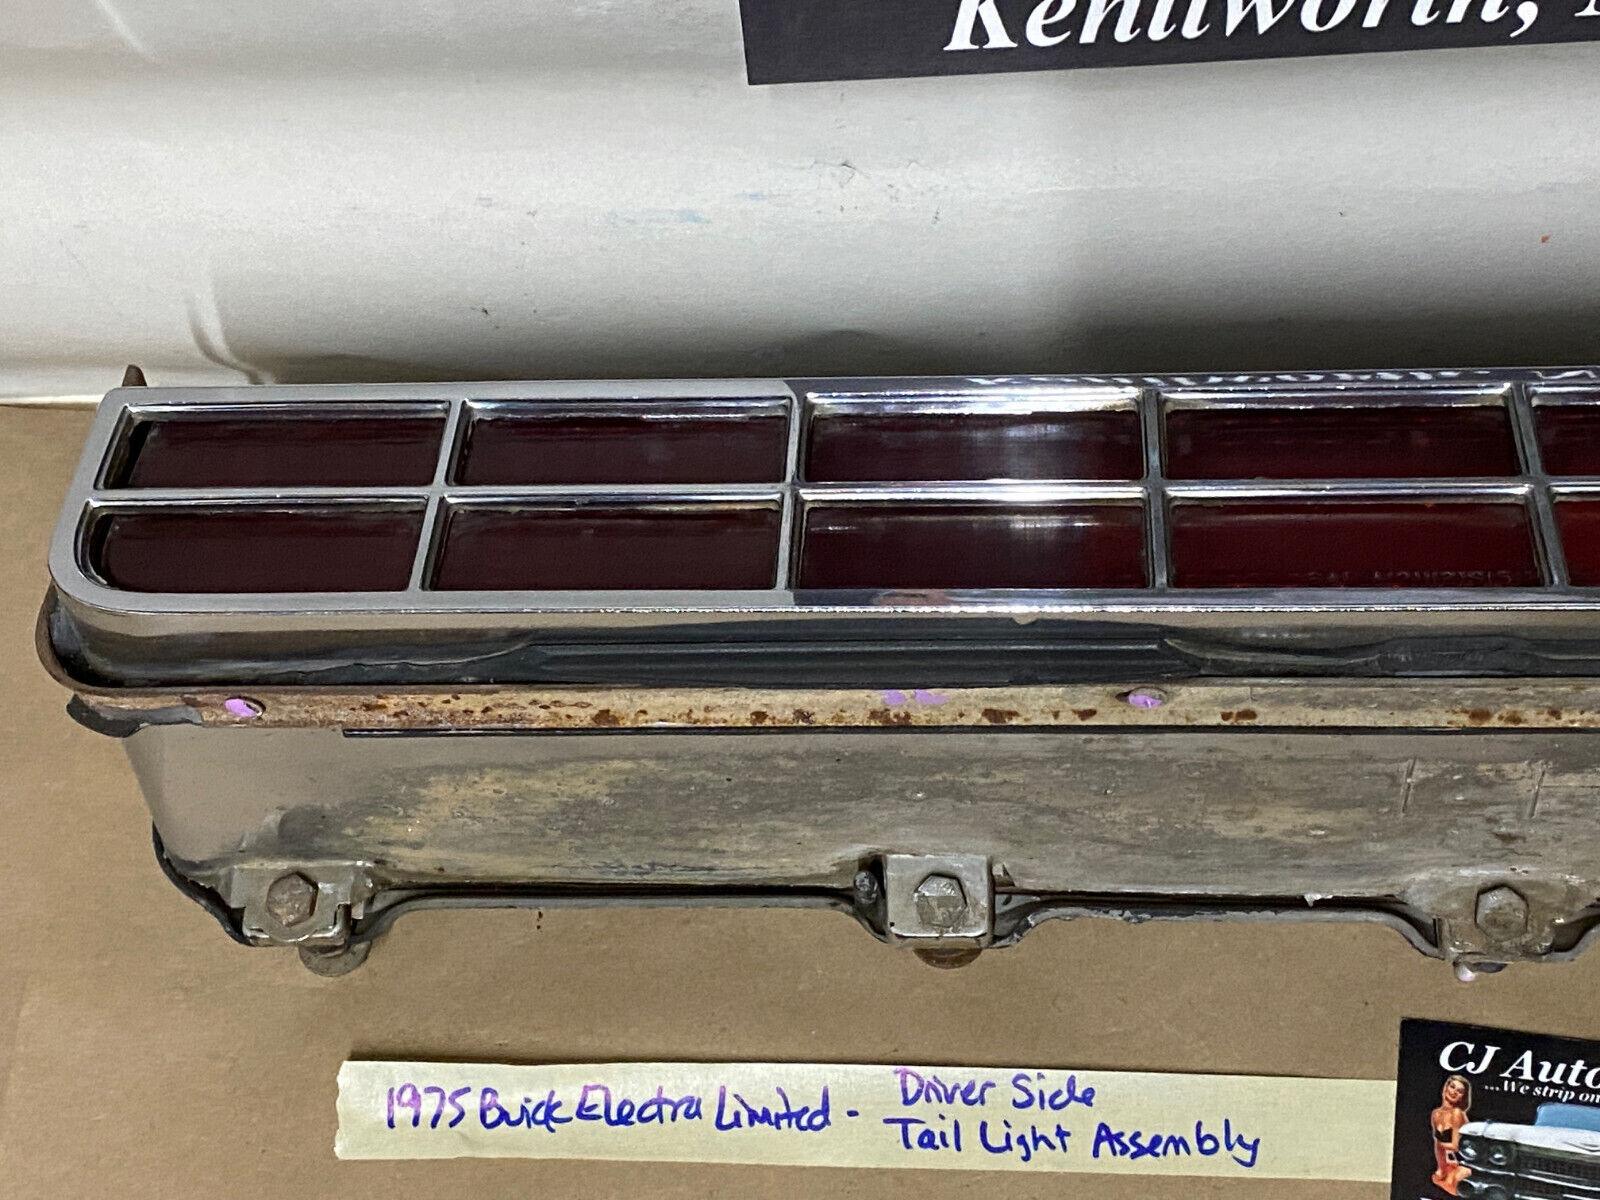 Kenilworth,
1975 Buick Electra Limited - Driver Side
Tail Light Assembly
CJ Auto
...We strip on